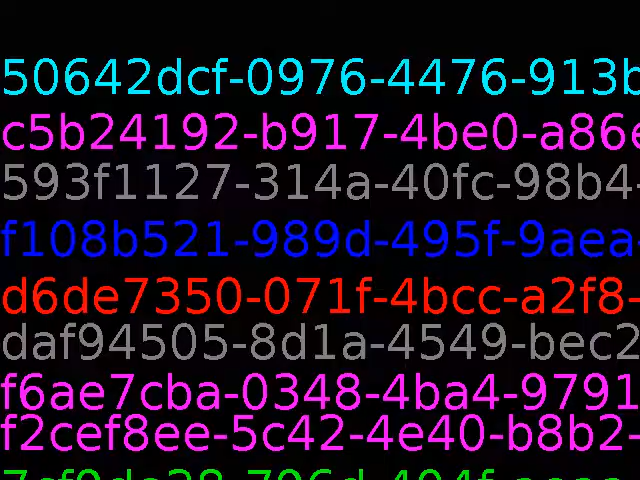 50642dcf-0976-4476-913b
c5b24192-b917-4be0-a86e
593f1127-314a-40fc-98b4-
f108b521-989d-495f-9aea-
d6de7350-071f-4bcc-a2f8-
daf94505-8d1a-4549-bec2
f6ae7cba-0348-4ba4-9791
f2cef8ee-5c42-4e40-b8b2-